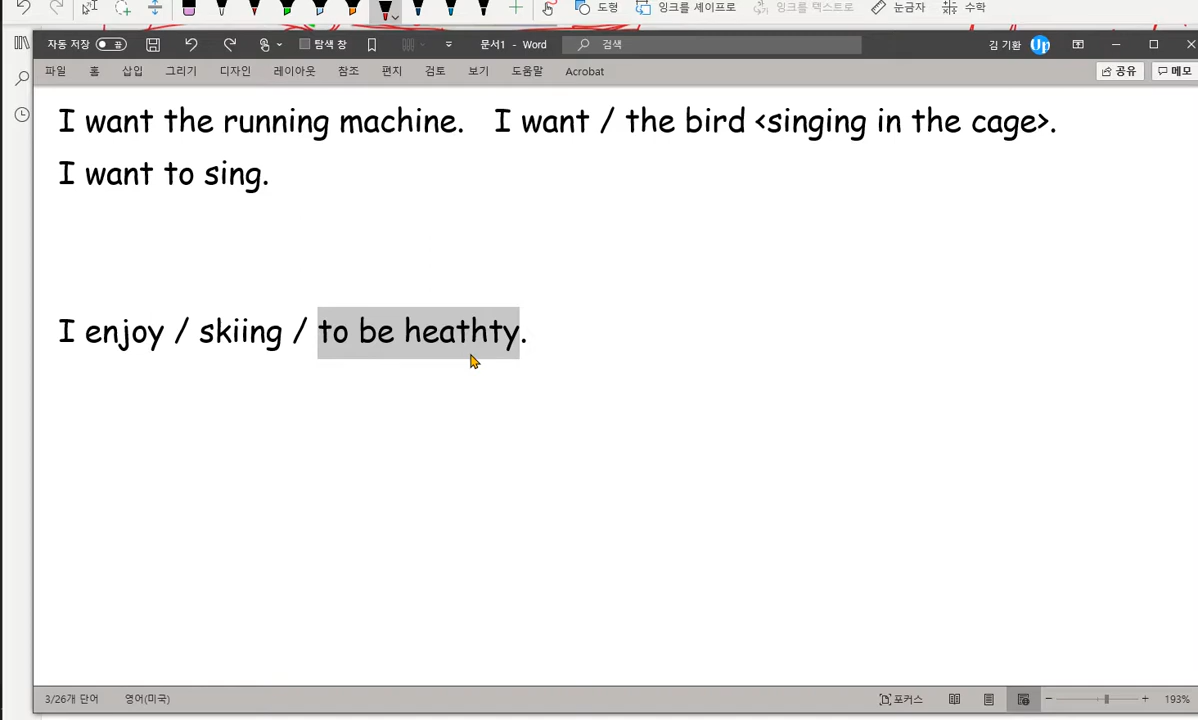 도형 잉크를 셰이프로 잉크를 텍스트로 눈금자 수학
자동 저장 끔 탐색 창 문서1 - Word 검색 김 기환 Up
파일 홈 삽입 그리기 디자인 레이아웃 참조 편지 검토 보기 도움말 Acrobat 공유 메모
I want the running machine. I want / the bird <singing in the cage>.
I want to sing.
I enjoy / skiing / to be heathty.
3/26개 단어 영어(미국) 포커스 193%